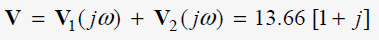 V = V₁(jω) + V₂(jω) = 13.66 [1 + j]